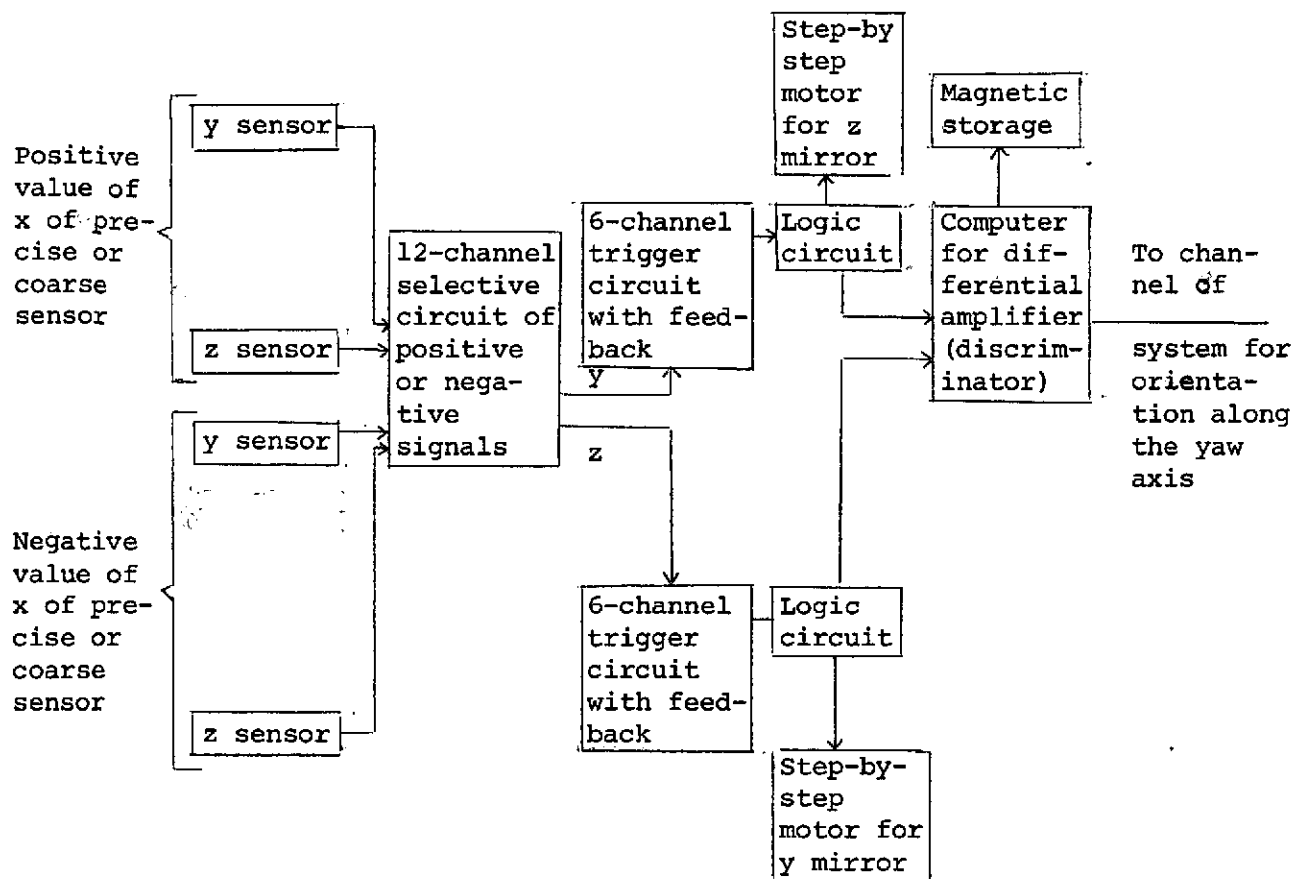 Positive
value of
x of pre-
cise or
coarse
sensor
y sensor
z sensor
Negative
value of
x of pre-
cise or
coarse
sensor
y sensor
z sensor
12-channel
selective
circuit of
positive
or nega-
tive
signals
y
z
6-channel
trigger
circuit
with feed-
back
Logic
circuit
Step-by
step
motor
for z
mirror
6-channel
trigger
circuit
with feed-
back
Logic
circuit
Step-by-
step
motor for
y mirror
Magnetic
storage
Computer
for dif-
ferential
amplifier
(discrim-
inator)
To chan-
nel of
system for
orienta-
tion along
the yaw
axis